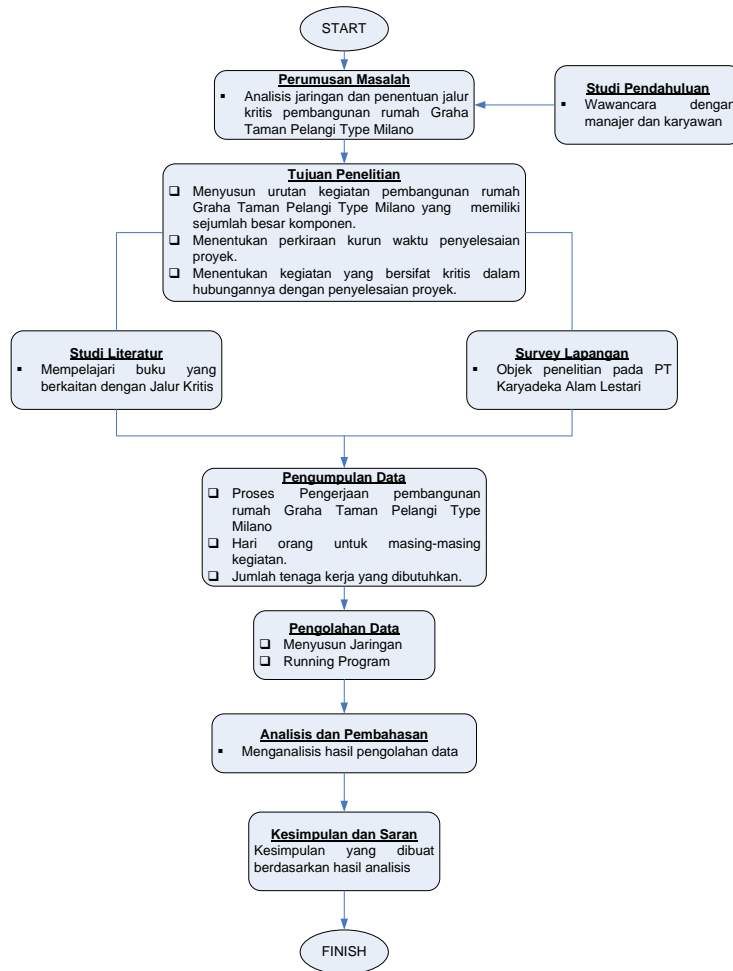 START
Perumusan Masalah
▪ Analisis jaringan dan penentuan jalur
kritis pembangunan rumah Graha
Taman Pelangi Type Milano
Studi Pendahuluan
▪ Wawancara dengan
manajer dan karyawan
Tujuan Penelitian
❑ Menyusun urutan kegiatan pembangunan rumah
Graha Taman Pelangi Type Milano yang memiliki
sejumlah besar komponen.
❑ Menentukan perkiraan kurun waktu penyelesaian
proyek.
❑ Menentukan kegiatan yang bersifat kritis dalam
hubungannya dengan penyelesaian proyek.
Studi Literatur
▪ Mempelajari buku yang
berkaitan dengan Jalur Kritis
Survey Lapangan
▪ Objek penelitian pada PT
Karyadeka Alam Lestari
Pengumpulan Data
❑ Proses Pengerjaan pembangunan
rumah Graha Taman Pelangi Type
Milano
❑ Hari orang untuk masing-masing
kegiatan.
❑ Jumlah tenaga kerja yang dibutuhkan.
Pengolahan Data
❑ Menyusun Jaringan
❑ Running Program
Analisis dan Pembahasan
▪ Menganalisis hasil pengolahan data
Kesimpulan dan Saran
Kesimpulan yang dibuat
berdasarkan hasil analisis
FINISH